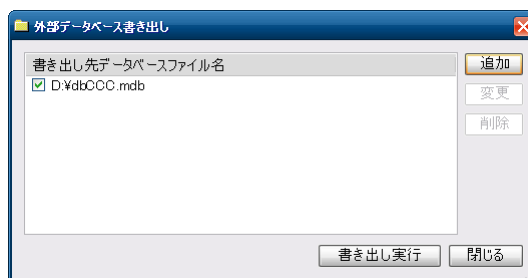 外部データベース書き出し
書き出し先データベースファイル名
D:¥dbCCC.mdb
追加
変更
削除
書き出し実行
閉じる